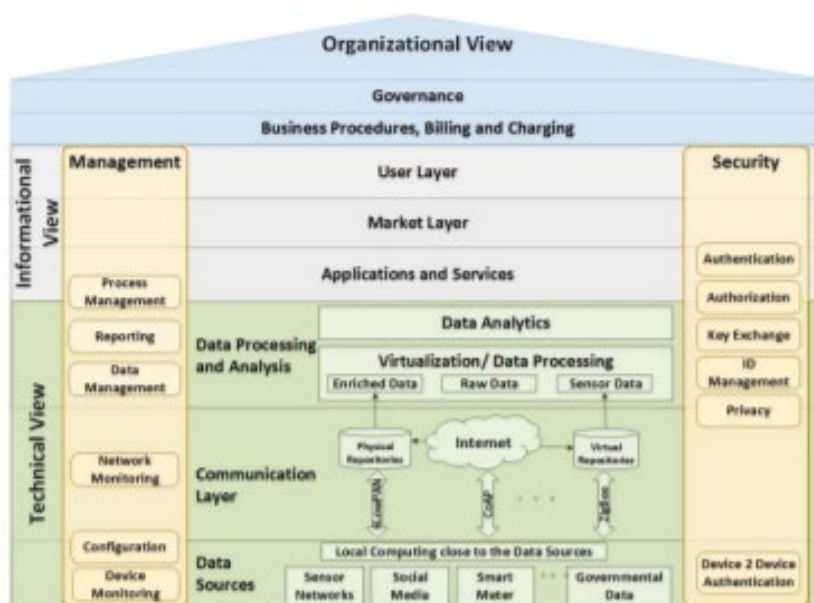 Organizational View
Governance
Business Procedures, Billing and Charging
Informational
View
Management
Process
Management
User Layer
Market Layer
Applications and Services
Security
Authentication
Authorization
Technical View
Reporting
Data
Management
Network
Monitoring
Configuration
Device
Monitoring
Data Processing
and Analysis
Data Analytics
Virtualization/ Data Processing
Enriched Data
Raw Data
Sensor Data
Key Exchange
ID
Management
Privacy
Communication
Layer
Physical
Repositories
Internet
Virtual
Repositories
6LowPAN
CoAP
ZigBee
Data
Sources
Local Computing close to the Data Sources
Sensor
Networks
Social
Media
Smart
Meter
Governmental
Data
Device 2 Device
Authentication